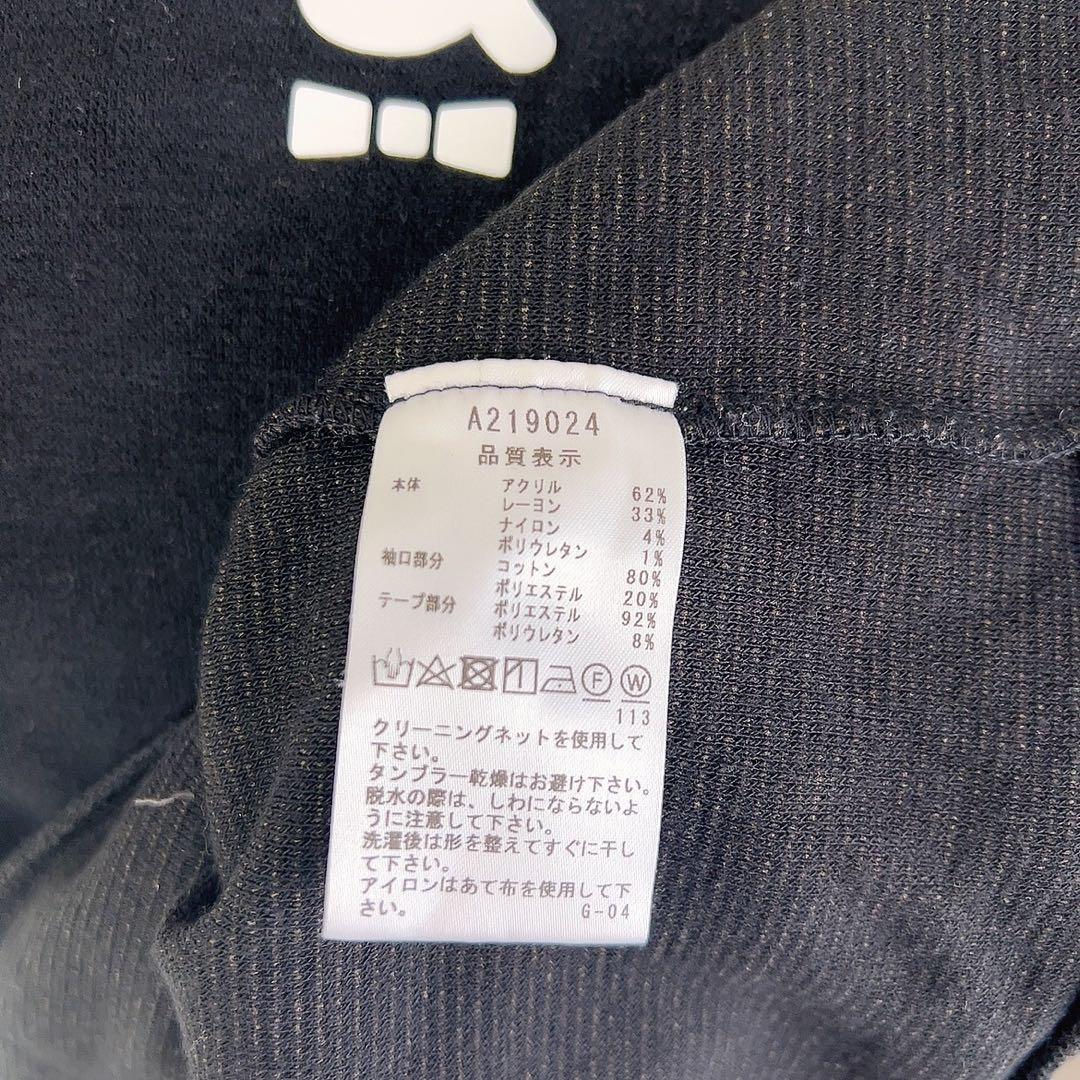 A219024
品質表示
本体 アクリル 62%
レーヨン 33%
ナイロン 4%
ポリウレタン 1%
袖口部分 コットン 80%
ポリエステル 20%
テープ部分 ポリエステル 92%
ポリウレタン 8%
F W
113
クリーニングネットを使用して
下さい。
タンブラー乾燥はお避け下さい。
脱水の際は、しわにならないよ
うに注意して下さい。
洗濯後は形を整えてすぐに干し
て下さい。
アイロンはあて布を使用して下
さい。 G-04